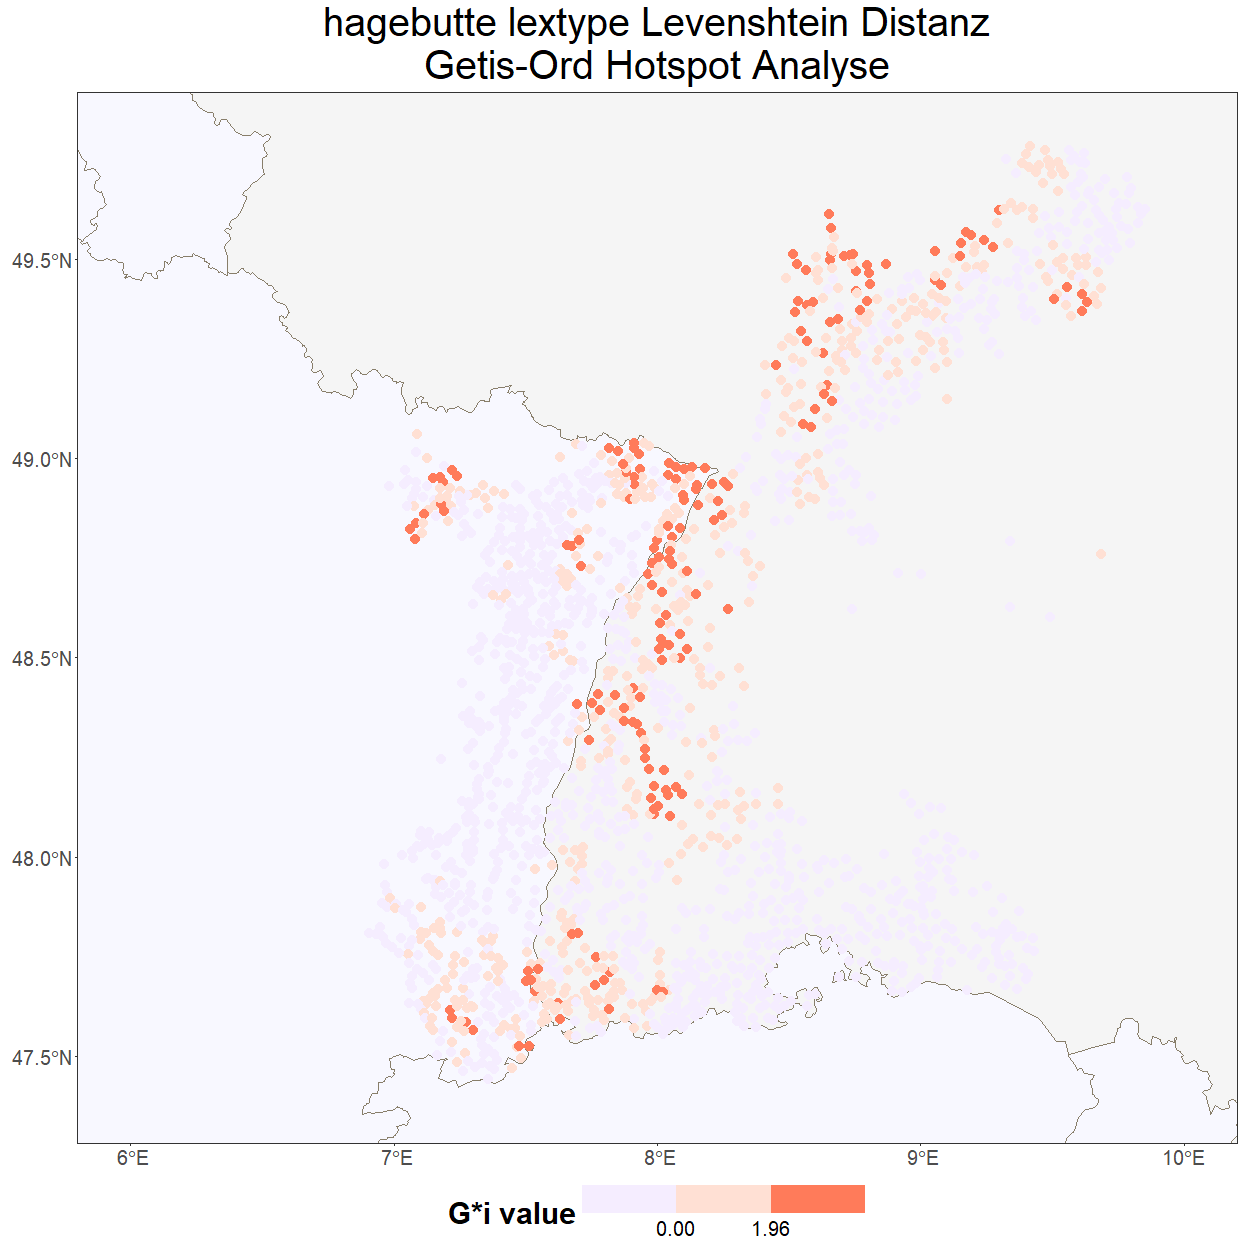 hagebutte lextype Levenshtein Distanz
Getis-Ord Hotspot Analyse
49.5°N
49.0°N
48.5°N
48.0°N
47.5°N
6°E 7°E 8°E 9°E 10°E
G*i value
0.00 1.96